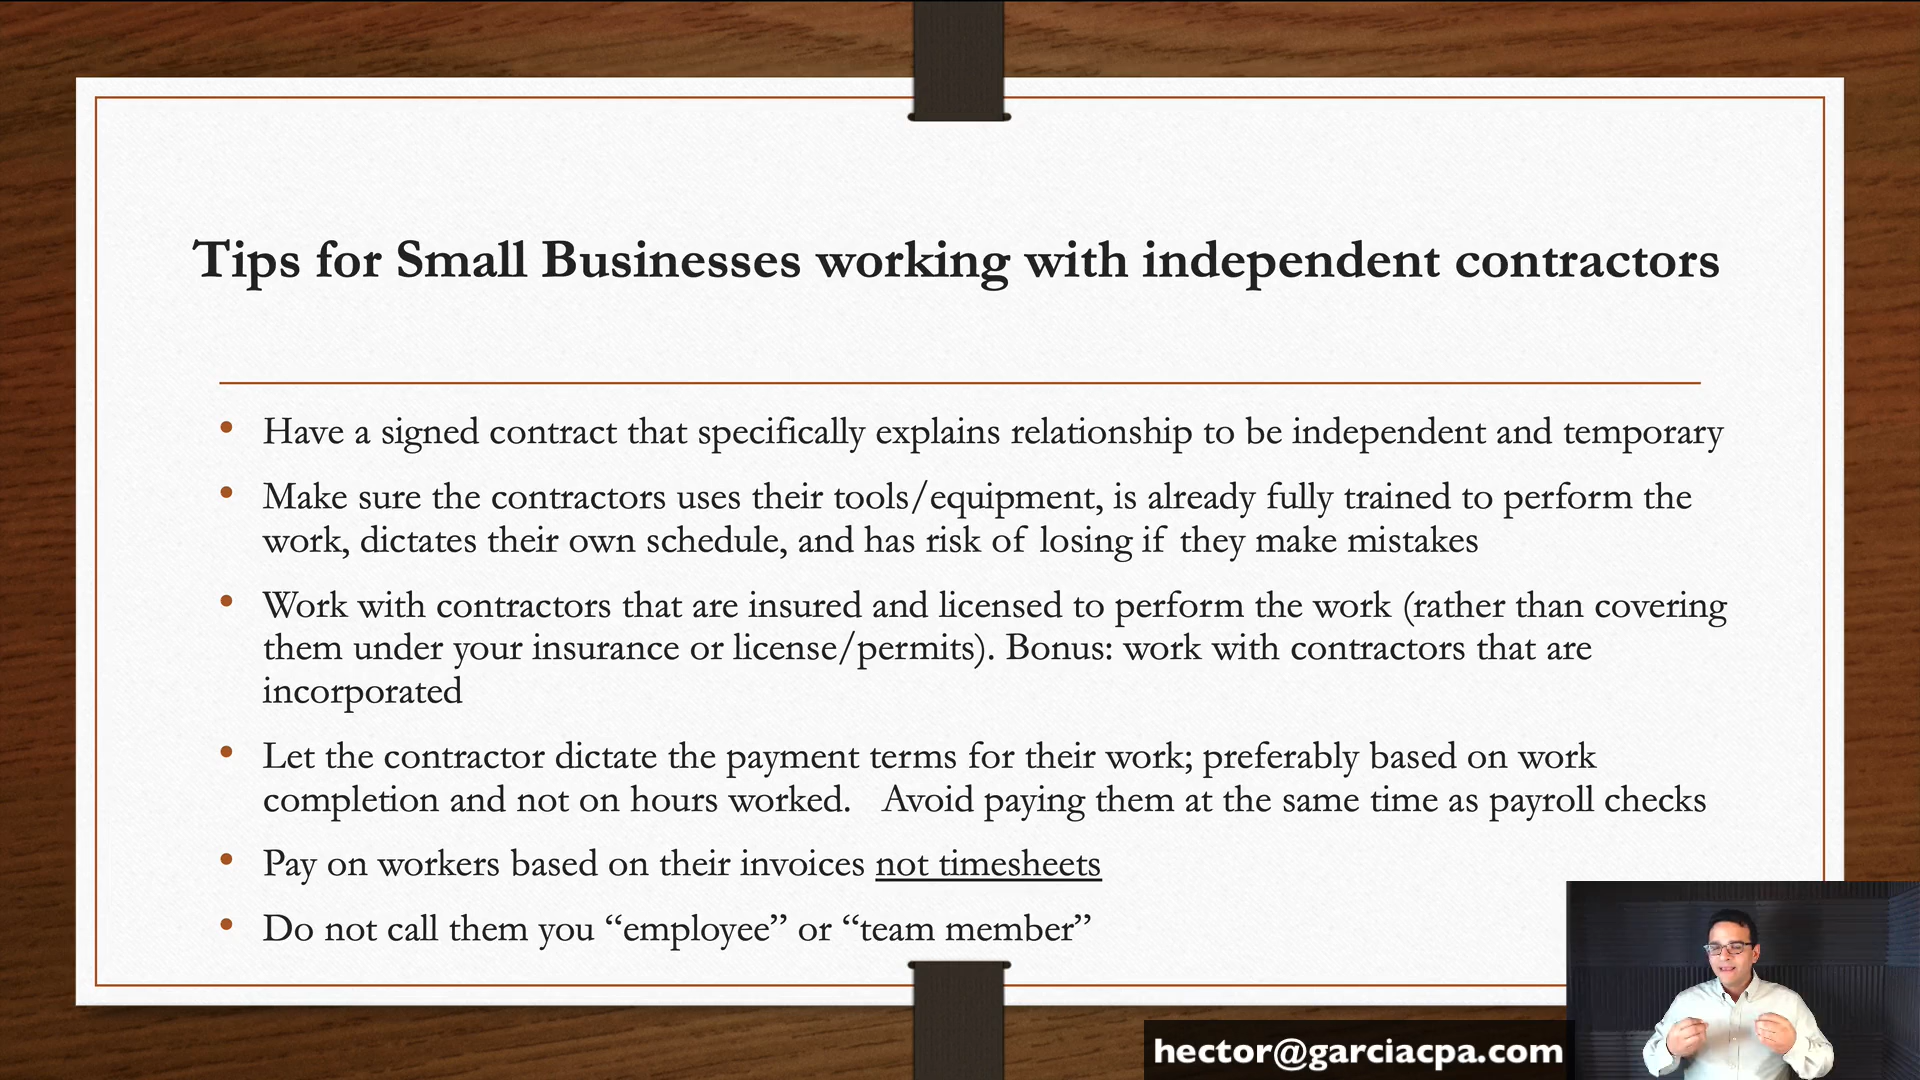 Tips for Small Businesses working with independent contractors
• Have a signed contract that specifically explains relationship to be independent and temporary
• Make sure the contractors uses their tools/equipment, is already fully trained to perform the
work, dictates their own schedule, and has risk of losing if they make mistakes
• Work with contractors that are insured and licensed to perform the work (rather than covering
them under your insurance or license/permits). Bonus: work with contractors that are
incorporated
• Let the contractor dictate the payment terms for their work; preferably based on work
completion and not on hours worked.   Avoid paying them at the same time as payroll checks
• Pay on workers based on their invoices not timesheets
• Do not call them you “employee” or “team member”
hector@garciacpa.com